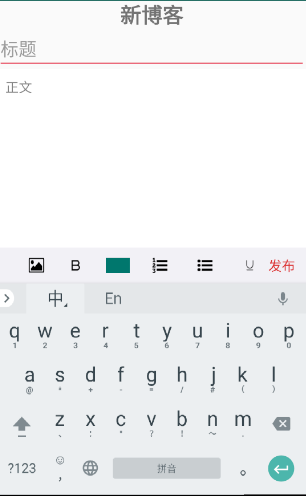 新博客
标题
正文
B U 发布
中 En
q w e r t y u i o p
1 2 3 4 5 6 7 8 9 0
a s d f g h j k l
@ * + - = / # ( )
z x c v b n m
、 : " ? ! ~ …
?123 , 拼音 。